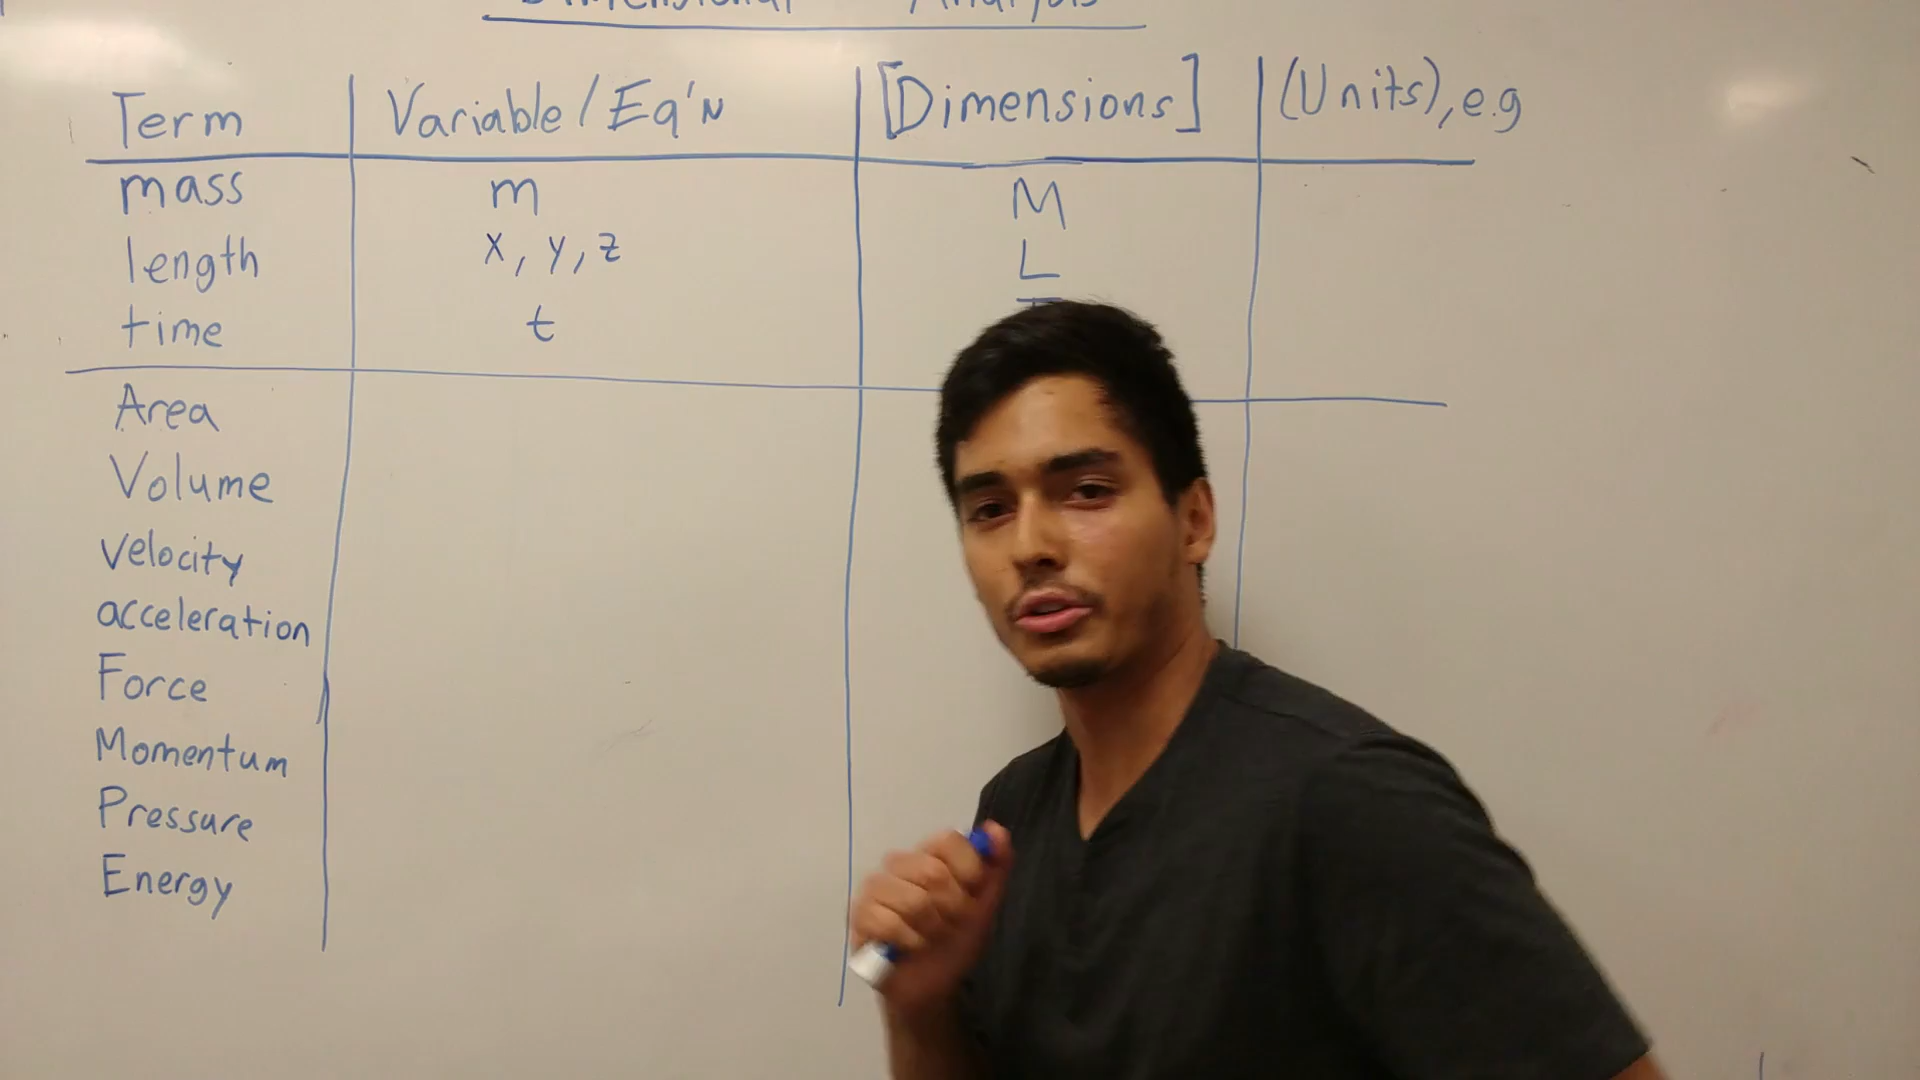 Dimensional Analysis
Term Variable/Eq'n [Dimensions] (Units), e.g
mass m M
length x, y, z L
time t
Area
Volume
Velocity
acceleration
Force
Momentum
Pressure
Energy